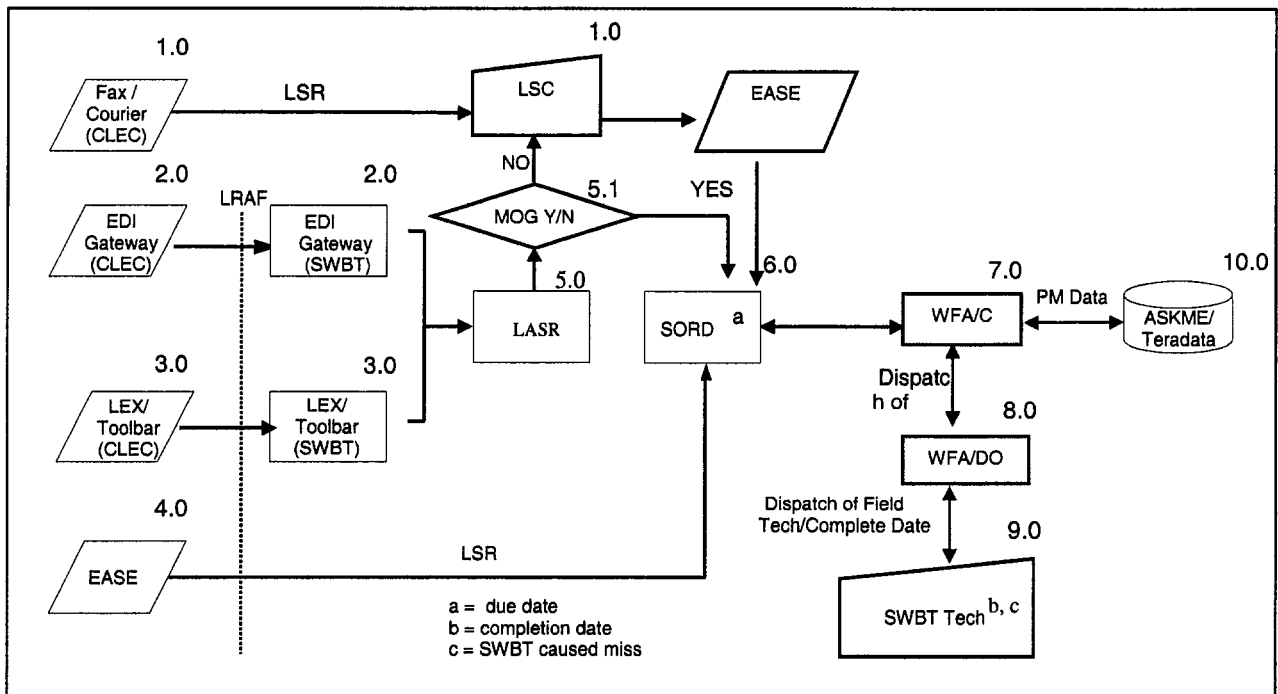 1.0
1.0
Fax /
Courier
(CLEC)
LSR
LSC
EASE
NO
YES
2.0
2.0
LRAF
5.1
EDI
Gateway
(CLEC)
EDI
Gateway
(SWBT)
MOG Y/N
5.0
6.0
7.0
10.0
LASR
SORD a
WFA/C
PM Data
ASKME/
Teradata
3.0
3.0
LEX/
Toolbar
(CLEC)
LEX/
Toolbar
(SWBT)
Dispatc
h of
8.0
WFA/DO
4.0
Dispatch of Field
Tech/Complete Date
9.0
EASE
LSR
SWBT Tech b, c
a = due date
b = completion date
c = SWBT caused miss